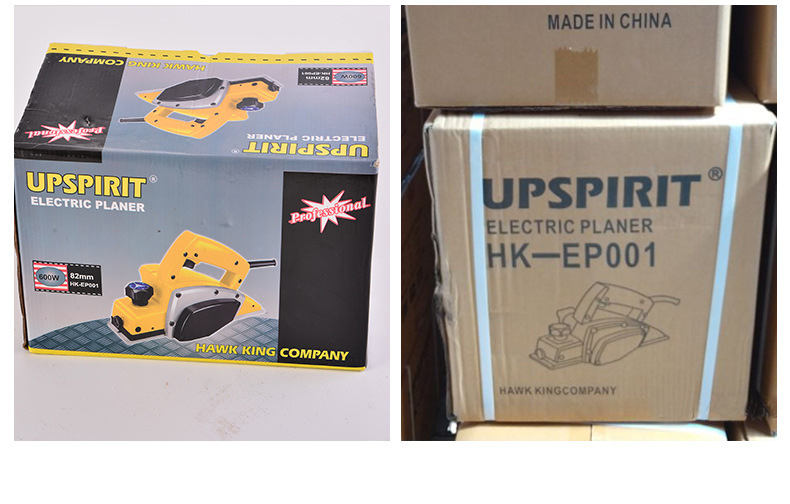 HAWK KING
COMPANY
600W
82mm
HK-EP001
Professional
ELECTRIC PLANER
UPSPIRIT®
UPSPIRIT®
ELECTRIC PLANER
Professional
600W
82mm
HK-EP001
HAWK KING COMPANY
MADE IN CHINA
UPSPIRIT®
ELECTRIC PLANER
HK—EP001
HAWK KINGCOMPANY